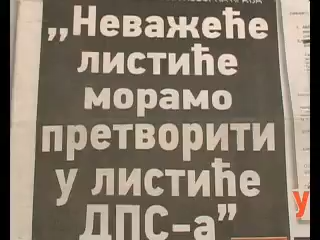 „Неважеће
листиће
морамо
претворити
у листиће
ДПС-а”